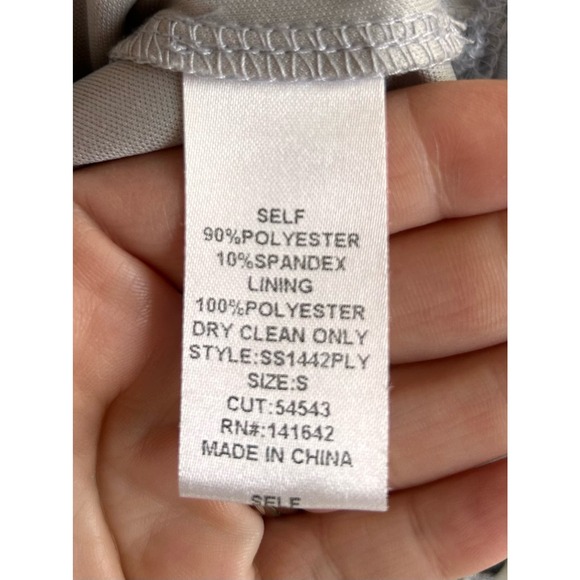 SELF
90%POLYESTER
10%SPANDEX
LINING
100%POLYESTER
DRY CLEAN ONLY
STYLE:SS1442PLY
SIZE:S
CUT:54543
RN#:141642
MADE IN CHINA
SELF